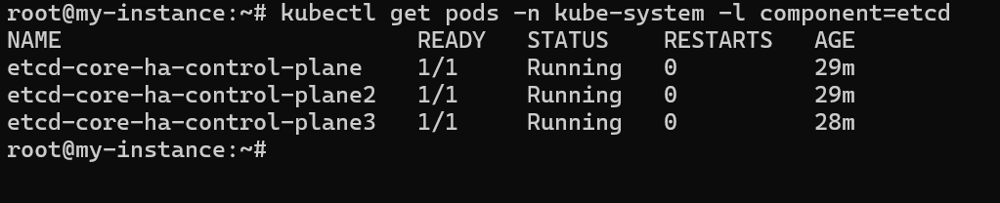 root@my-instance:~# kubectl get pods -n kube-system -l component=etcd
NAME                          READY   STATUS    RESTARTS   AGE
etcd-core-ha-control-plane    1/1     Running   0          29m
etcd-core-ha-control-plane2   1/1     Running   0          29m
etcd-core-ha-control-plane3   1/1     Running   0          28m
root@my-instance:~#